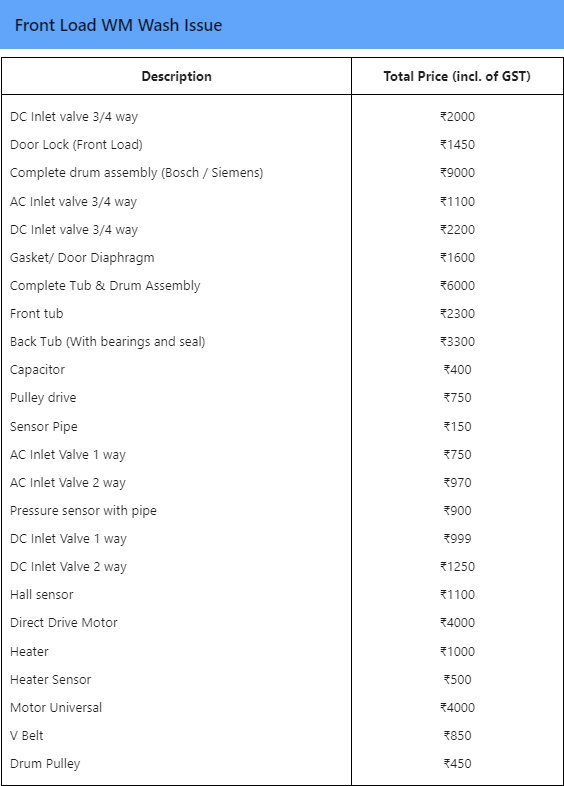 Front Load WM Wash Issue
Description Total Price (incl. of GST)
DC Inlet valve 3/4 way ₹2000
Door Lock (Front Load) ₹1450
Complete drum assembly (Bosch / Siemens) ₹9000
AC Inlet valve 3/4 way ₹1100
DC Inlet valve 3/4 way ₹2200
Gasket/ Door Diaphragm ₹1600
Complete Tub & Drum Assembly ₹6000
Front tub ₹2300
Back Tub (With bearings and seal) ₹3300
Capacitor ₹400
Pulley drive ₹750
Sensor Pipe ₹150
AC Inlet Valve 1 way ₹750
AC Inlet Valve 2 way ₹970
Pressure sensor with pipe ₹900
DC Inlet Valve 1 way ₹999
DC Inlet Valve 2 way ₹1250
Hall sensor ₹1100
Direct Drive Motor ₹4000
Heater ₹1000
Heater Sensor ₹500
Motor Universal ₹4000
V Belt ₹850
Drum Pulley ₹450